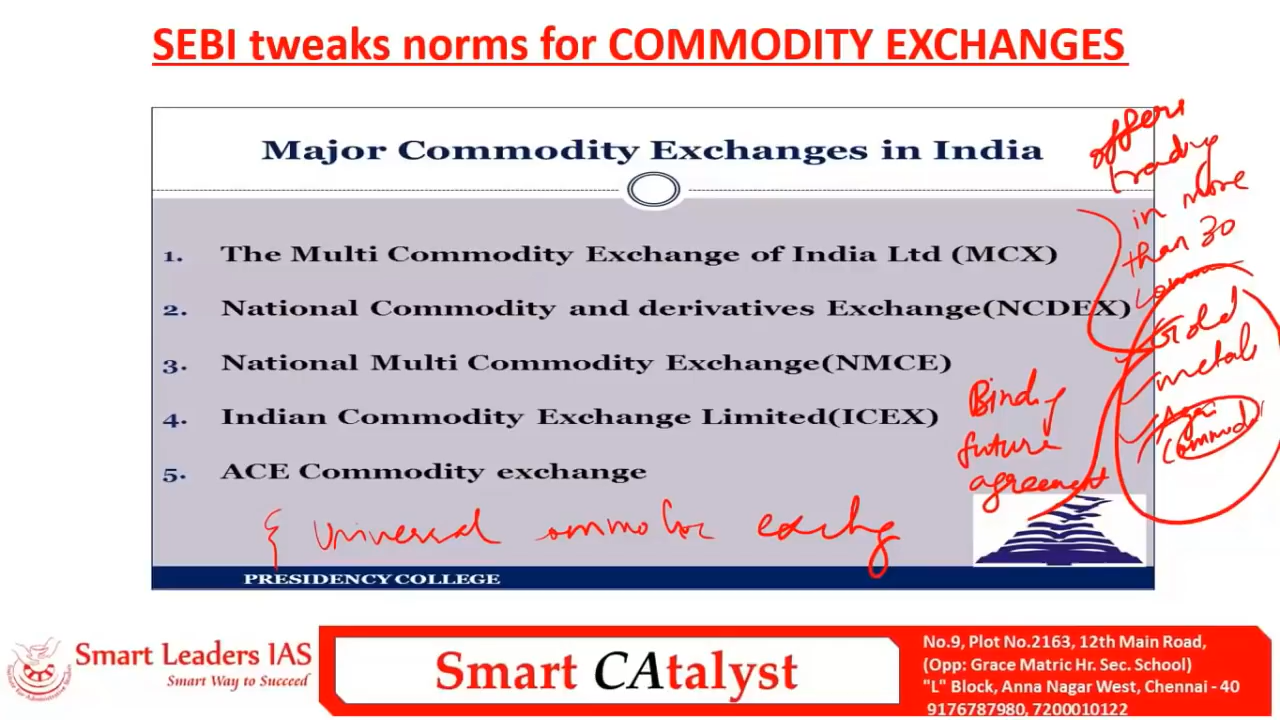 SEBI tweaks norms for COMMODITY EXCHANGES
Major Commodity Exchanges in India
1. The Multi Commodity Exchange of India Ltd (MCX)
2. National Commodity and derivatives Exchange(NCDEX)
3. National Multi Commodity Exchange(NMCE)
4. Indian Commodity Exchange Limited(ICEX)
5. ACE Commodity exchange
Universal
PRESIDENCY COLLEGE
offers
trading
in more
than 30
Gold
metals
Binding
future
agreement
Smart Leaders IAS
Smart Way to Succeed
Smart CAtalyst
No.9, Plot No.2163, 12th Main Road,
(Opp: Grace Matric Hr. Sec. School)
"L" Block, Anna Nagar West, Chennai - 40
9176787980, 7200010122